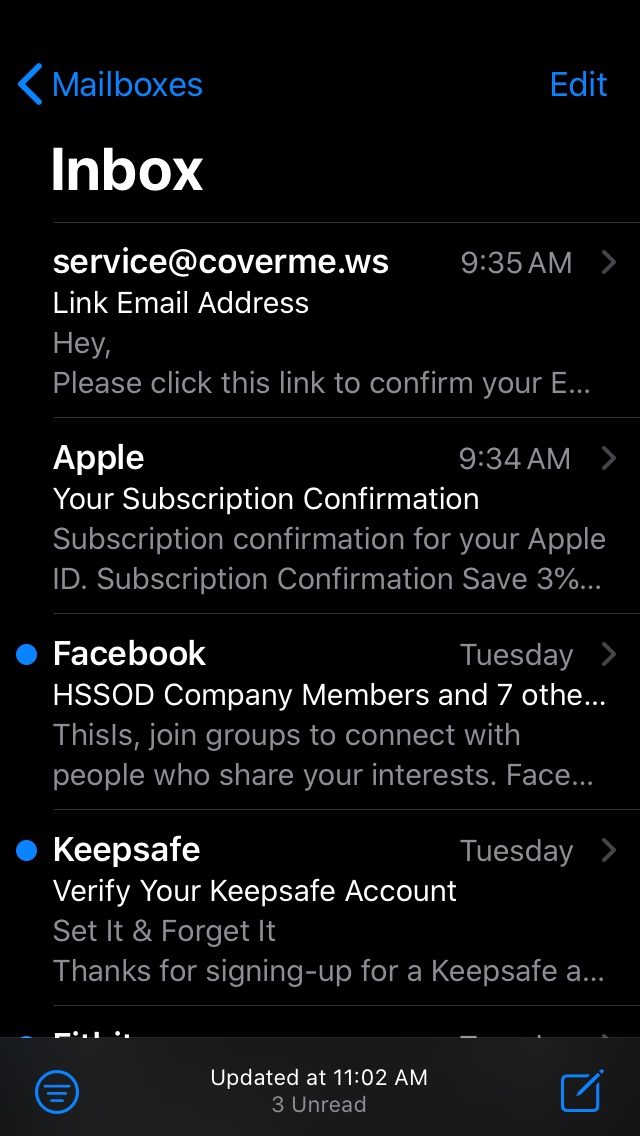 Mailboxes
Edit
Inbox
service@coverme.ws 9:35 AM
Link Email Address
Hey,
Please click this link to confirm your E...
Apple 9:34 AM
Your Subscription Confirmation
Subscription confirmation for your Apple
ID. Subscription Confirmation Save 3%...
Facebook Tuesday
HSSOD Company Members and 7 othe...
ThisIs, join groups to connect with
people who share your interests. Face...
Keepsafe Tuesday
Verify Your Keepsafe Account
Set It & Forget It
Thanks for signing-up for a Keepsafe a...
Updated at 11:02 AM
3 Unread